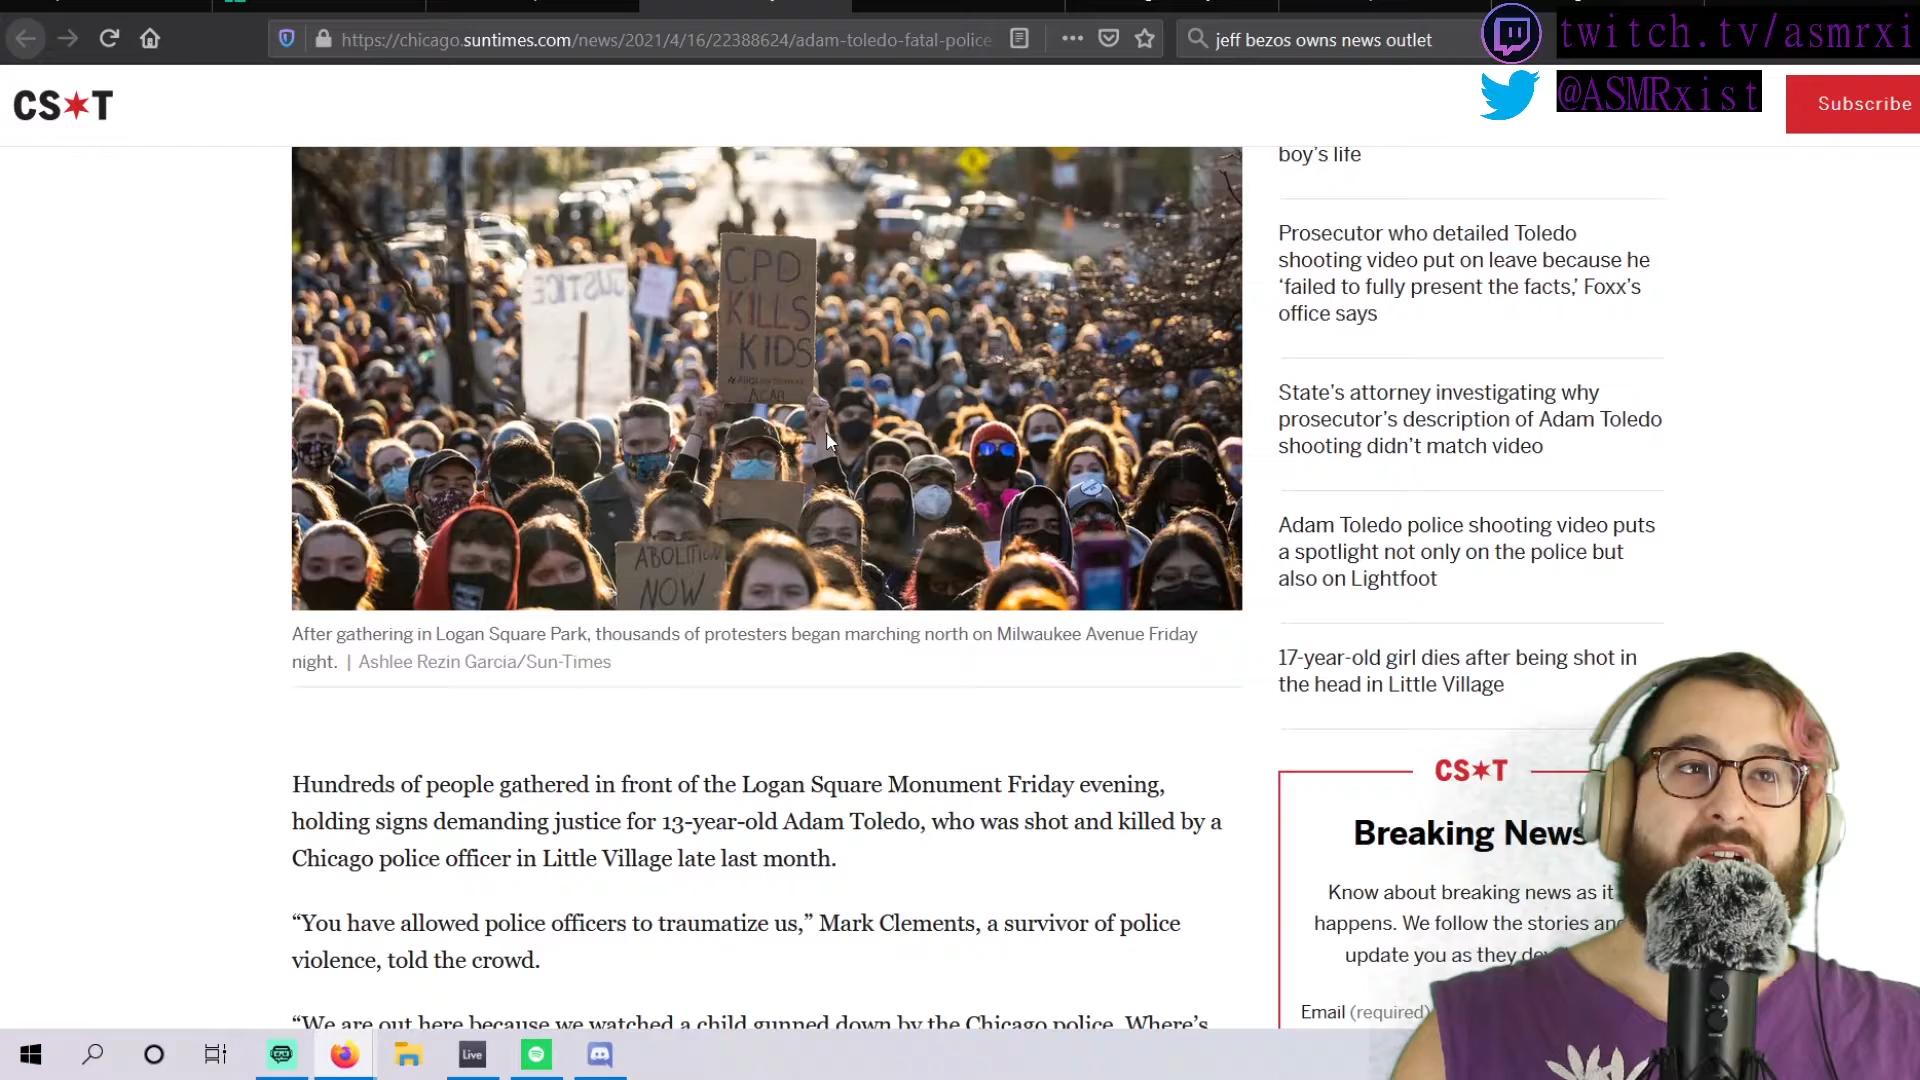 https://chicago.suntimes.com/news/2021/4/16/22388624/adam-toledo-fatal-police
jeff bezos owns news outlet
twitch.tv/asmrxi
@ASMRxist
CS T
Subscribe
JUSTICE
CPD
KILLS
KIDS
ACAB
ABOLITION
NOW
After gathering in Logan Square Park, thousands of protesters began marching north on Milwaukee Avenue Friday
night. | Ashlee Rezin Garcia/Sun-Times
Hundreds of people gathered in front of the Logan Square Monument Friday evening,
holding signs demanding justice for 13-year-old Adam Toledo, who was shot and killed by a
Chicago police officer in Little Village late last month.
“You have allowed police officers to traumatize us,” Mark Clements, a survivor of police
violence, told the crowd.
“We are out here because we watched a child gunned down by the Chicago police. Where’s
boy’s life
Prosecutor who detailed Toledo
shooting video put on leave because he
‘failed to fully present the facts,’ Foxx’s
office says
State’s attorney investigating why
prosecutor’s description of Adam Toledo
shooting didn’t match video
Adam Toledo police shooting video puts
a spotlight not only on the police but
also on Lightfoot
17-year-old girl dies after being shot in
the head in Little Village
CS T
Breaking News
Know about breaking news as it
happens. We follow the stories and
update you as they
Email (required)
Live